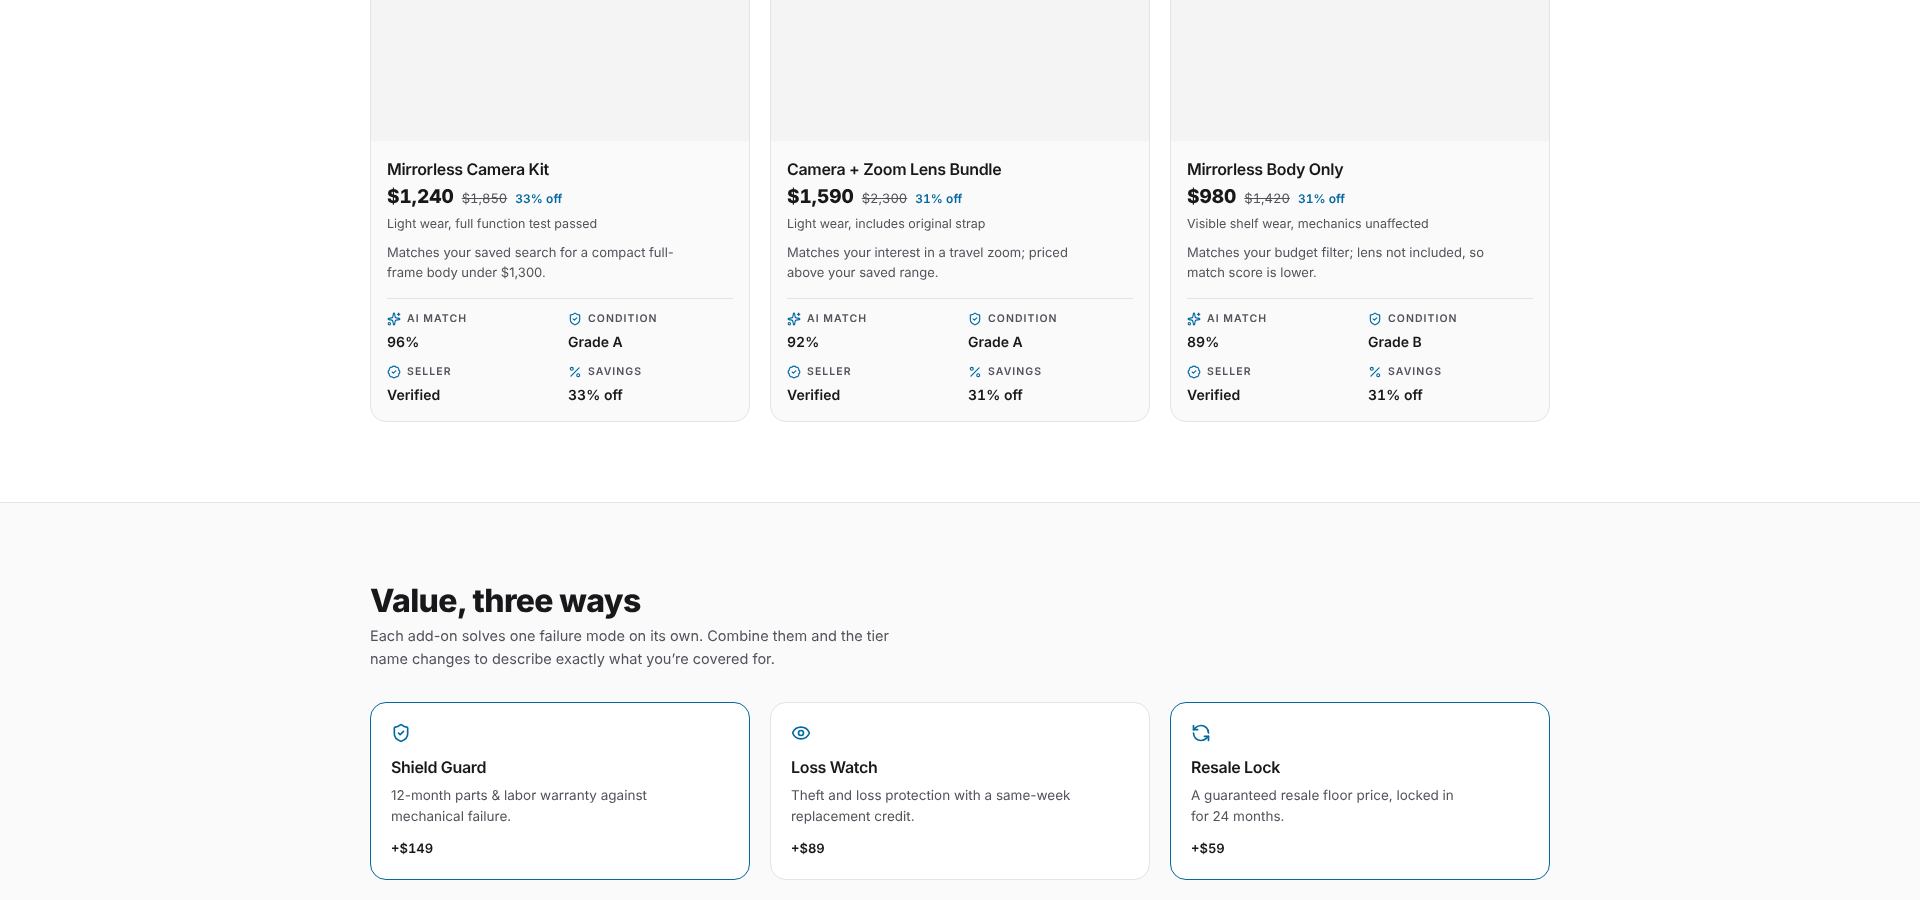 Mirrorless Camera Kit
$1,240 $1,850 33% off
Light wear, full function test passed
Matches your saved search for a compact full-
frame body under $1,300.
AI MATCH
96%
CONDITION
Grade A
SELLER
Verified
SAVINGS
33% off
Camera + Zoom Lens Bundle
$1,590 $2,300 31% off
Light wear, includes original strap
Matches your interest in a travel zoom; priced
above your saved range.
AI MATCH
92%
CONDITION
Grade A
SELLER
Verified
SAVINGS
31% off
Mirrorless Body Only
$980 $1,420 31% off
Visible shelf wear, mechanics unaffected
Matches your budget filter; lens not included, so
match score is lower.
AI MATCH
89%
CONDITION
Grade B
SELLER
Verified
SAVINGS
31% off
Value, three ways
Each add-on solves one failure mode on its own. Combine them and the tier
name changes to describe exactly what you’re covered for.
Shield Guard
12-month parts & labor warranty against
mechanical failure.
+$149
Loss Watch
Theft and loss protection with a same-week
replacement credit.
+$89
Resale Lock
A guaranteed resale floor price, locked in
for 24 months.
+$59